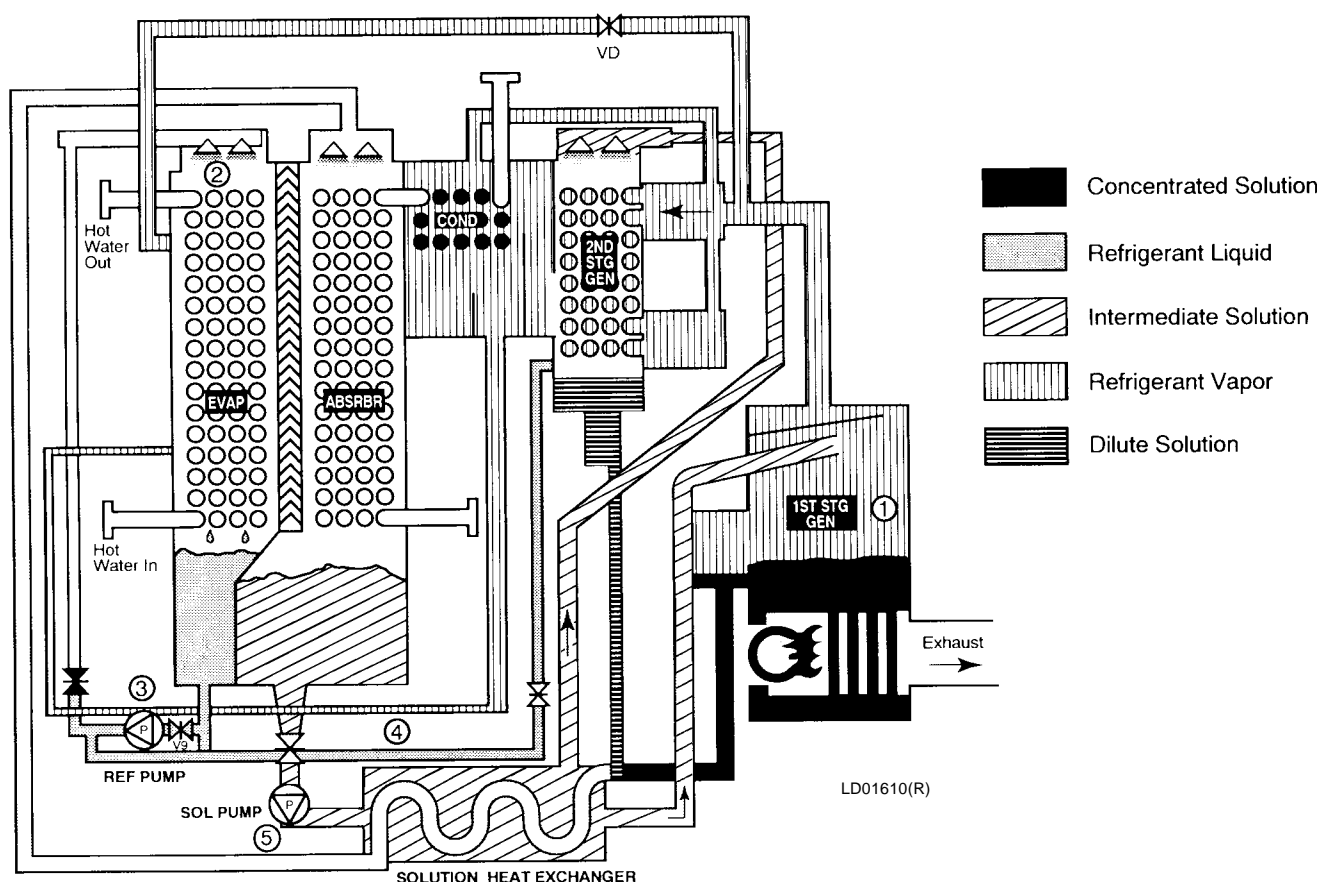 VD
②
COND
2ND
STG
GEN
Hot
Water
Out
EVAP
ABSRBR
1ST STG
GEN
①
Hot
Water In
Exhaust
③
P
V9
④
REF PUMP
SOL PUMP
P
⑤
SOLUTION HEAT EXCHANGER
LD01610(R)
Concentrated Solution
Refrigerant Liquid
Intermediate Solution
Refrigerant Vapor
Dilute Solution